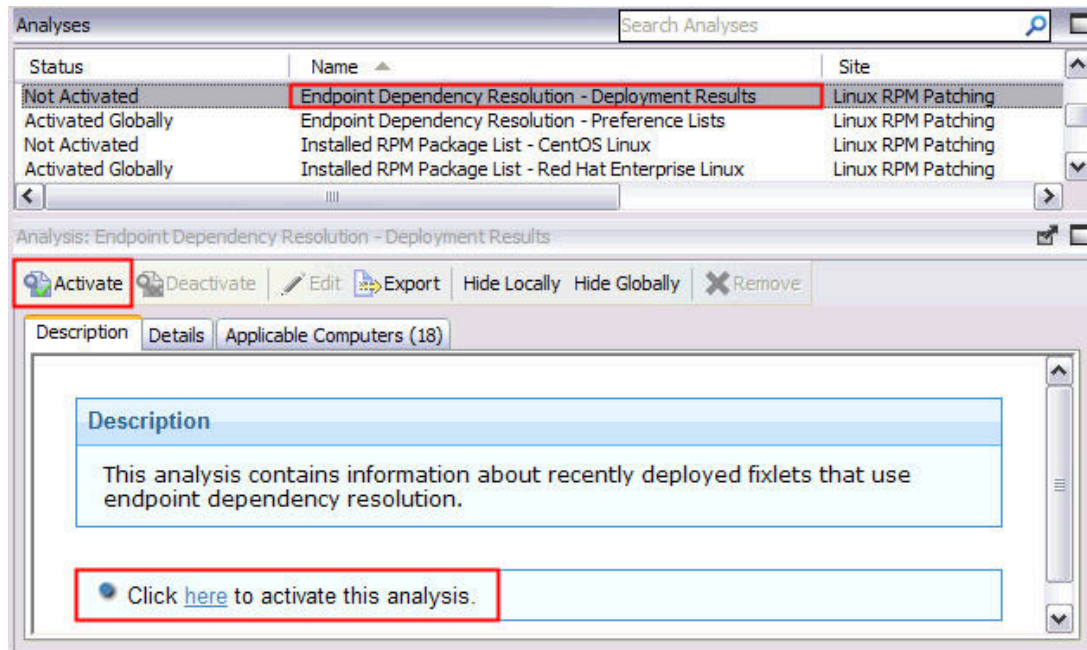 Analyses
Search Analyses
Status Name Site
Not Activated Endpoint Dependency Resolution - Deployment Results Linux RPM Patching
Activated Globally Endpoint Dependency Resolution - Preference Lists Linux RPM Patching
Not Activated Installed RPM Package List - CentOS Linux Linux RPM Patching
Activated Globally Installed RPM Package List - Red Hat Enterprise Linux Linux RPM Patching
Analysis: Endpoint Dependency Resolution - Deployment Results
Activate Deactivate Edit Export Hide Locally Hide Globally Remove
Description Details Applicable Computers (18)
Description
This analysis contains information about recently deployed fixlets that use
endpoint dependency resolution.
Click here to activate this analysis.